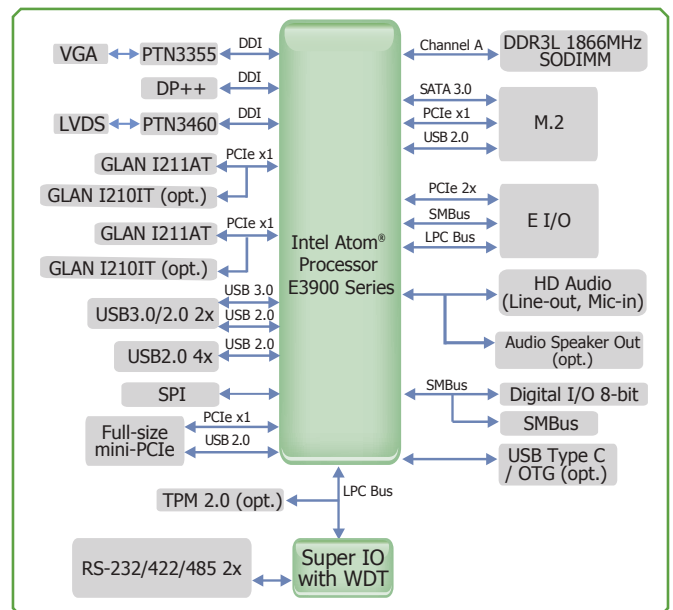 VGA
PTN3355
DDI
DP++
DDI
LVDS
PTN3460
DDI
GLAN I211AT
PCIe x1
GLAN I210IT (opt.)
GLAN I211AT
PCIe x1
GLAN I210IT (opt.)
USB3.0/2.0 2x
USB 3.0
USB 2.0
USB2.0 4x
USB 2.0
SPI
Full-size
mini-PCIe
PCIe x1
USB 2.0
Intel Atom®
Processor
E3900 Series
Channel A
DDR3L 1866MHz
SODIMM
SATA 3.0
PCIe x1
USB 2.0
M.2
PCIe 2x
SMBus
LPC Bus
E I/O
HD Audio
(Line-out, Mic-in)
Audio Speaker Out
(opt.)
SMBus
Digital I/O 8-bit
SMBus
USB Type C
/ OTG (opt.)
TPM 2.0 (opt.)
LPC Bus
RS-232/422/485 2x
Super IO
with WDT